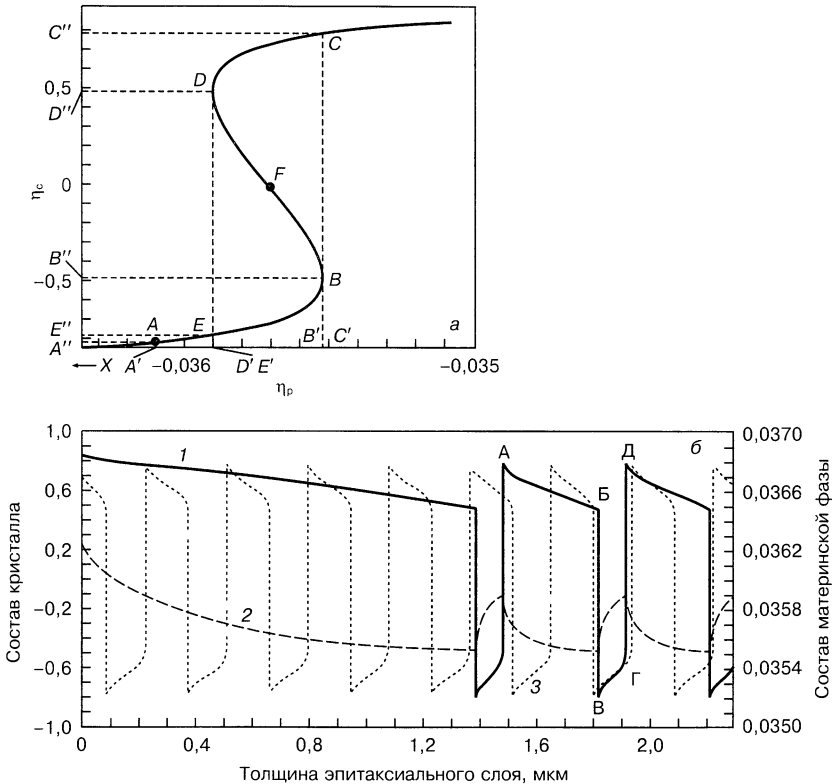 C''
C
D
0,5
D''
F
0
ηc
B''
B
−0,5
E''
A
E
B' C'
а
A''
← X A' −0,036 D' E' −0,035
ηр
1,0
0,6
0,2
−0,2
−0,6
−1,0
Состав кристалла
1
2
3
А
Б
В
Г
Д
б
0,0370
0,0366
0,0362
0,0358
0,0354
0,0350
Состав материнской фазы
0 0,4 0,8 1,2 1,6 2,0
Толщина эпитаксиального слоя, мкм